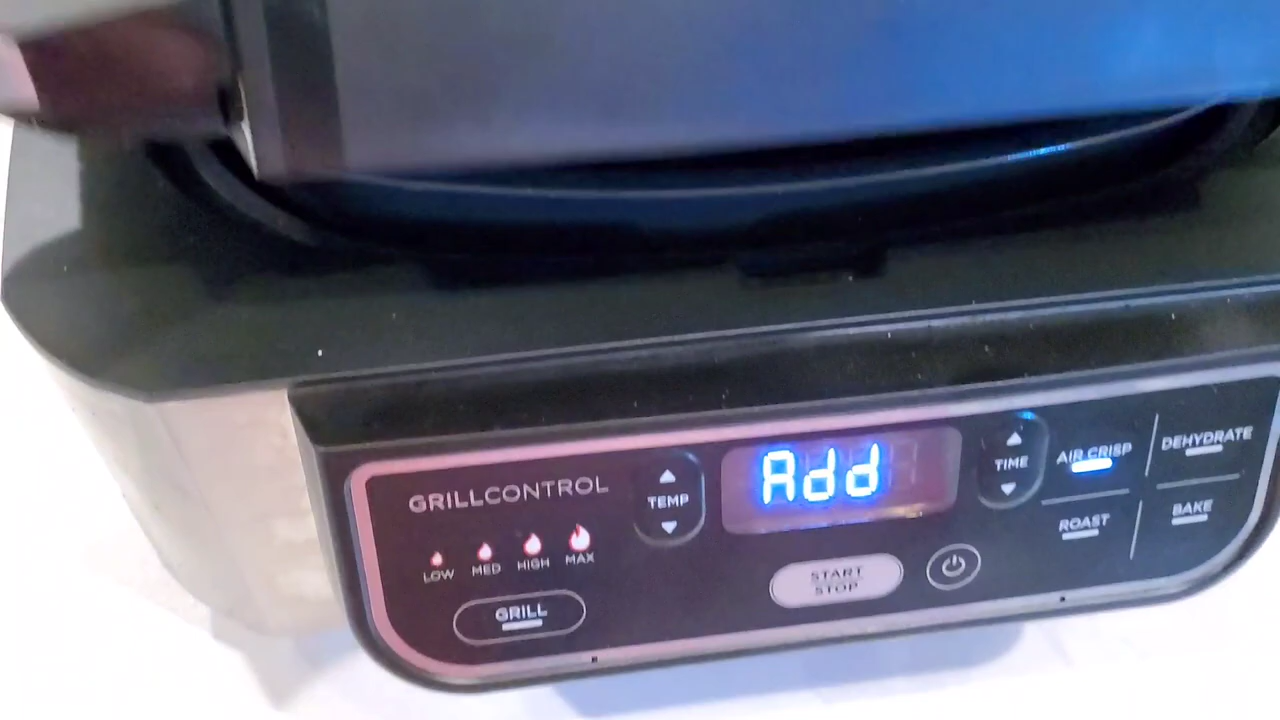 GRILLCONTROL
LOW MED HIGH MAX
GRILL
TEMP
Add
START
STOP
TIME
AIR CRISP
DEHYDRATE
ROAST
BAKE